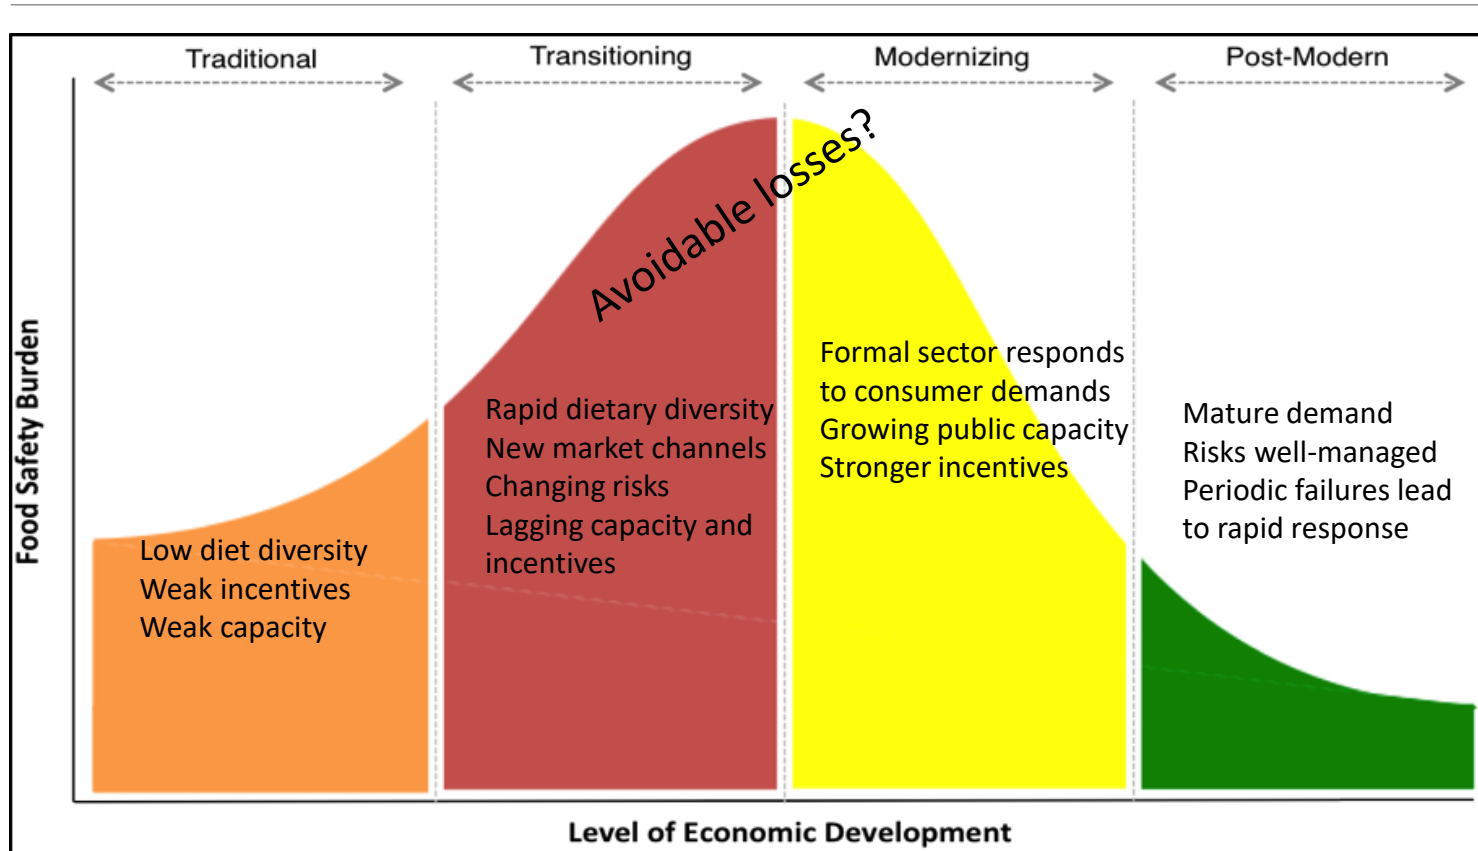 Traditional
Transitioning
Modernizing
Post-Modern
Avoidable losses?
Food Safety Burden
Low diet diversity
Weak incentives
Weak capacity
Rapid dietary diversity
New market channels
Changing risks
Lagging capacity and
incentives
Formal sector responds
to consumer demands
Growing public capacity
Stronger incentives
Mature demand
Risks well-managed
Periodic failures lead
to rapid response
Level of Economic Development